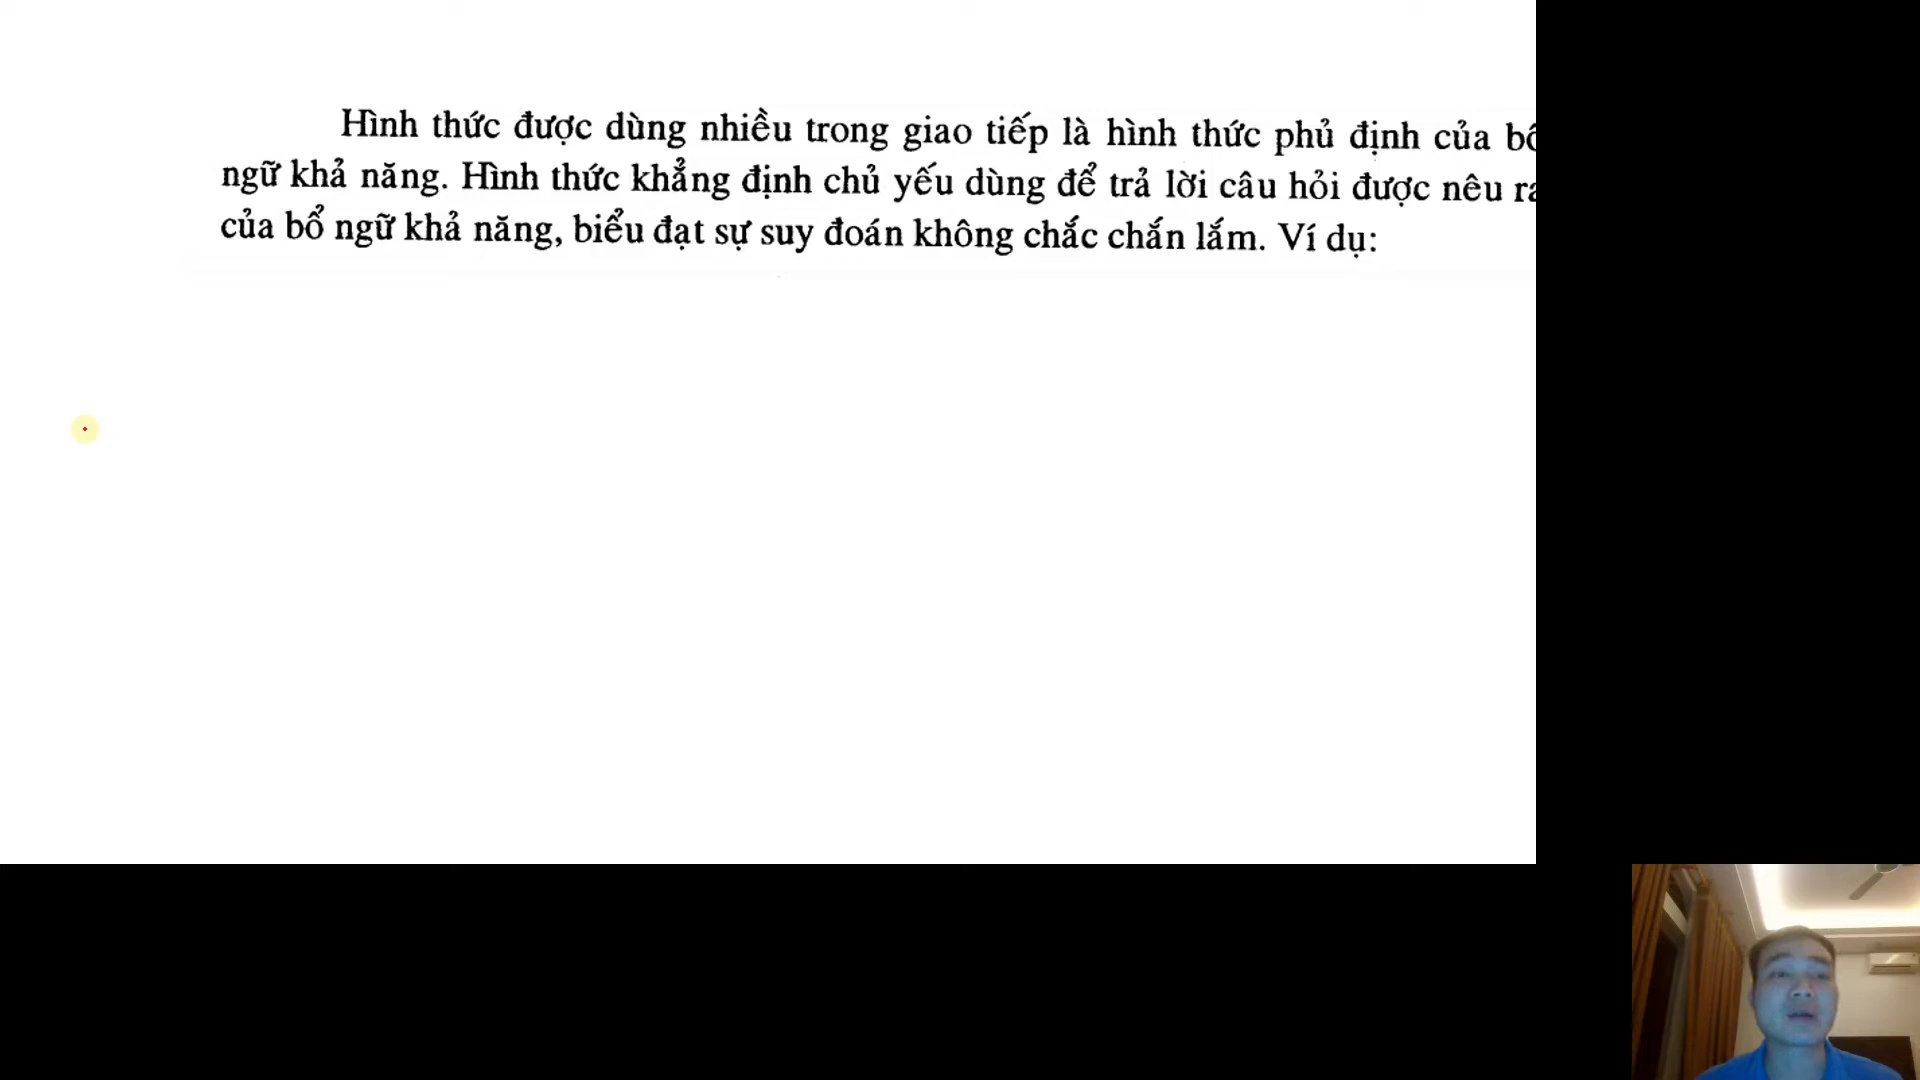 Hình thức được dùng nhiều trong giao tiếp là hình thức phủ định của bổ
ngữ khả năng. Hình thức khẳng định chủ yếu dùng để trả lời câu hỏi được nêu ra
của bổ ngữ khả năng, biểu đạt sự suy đoán không chắc chắn lắm. Ví dụ: